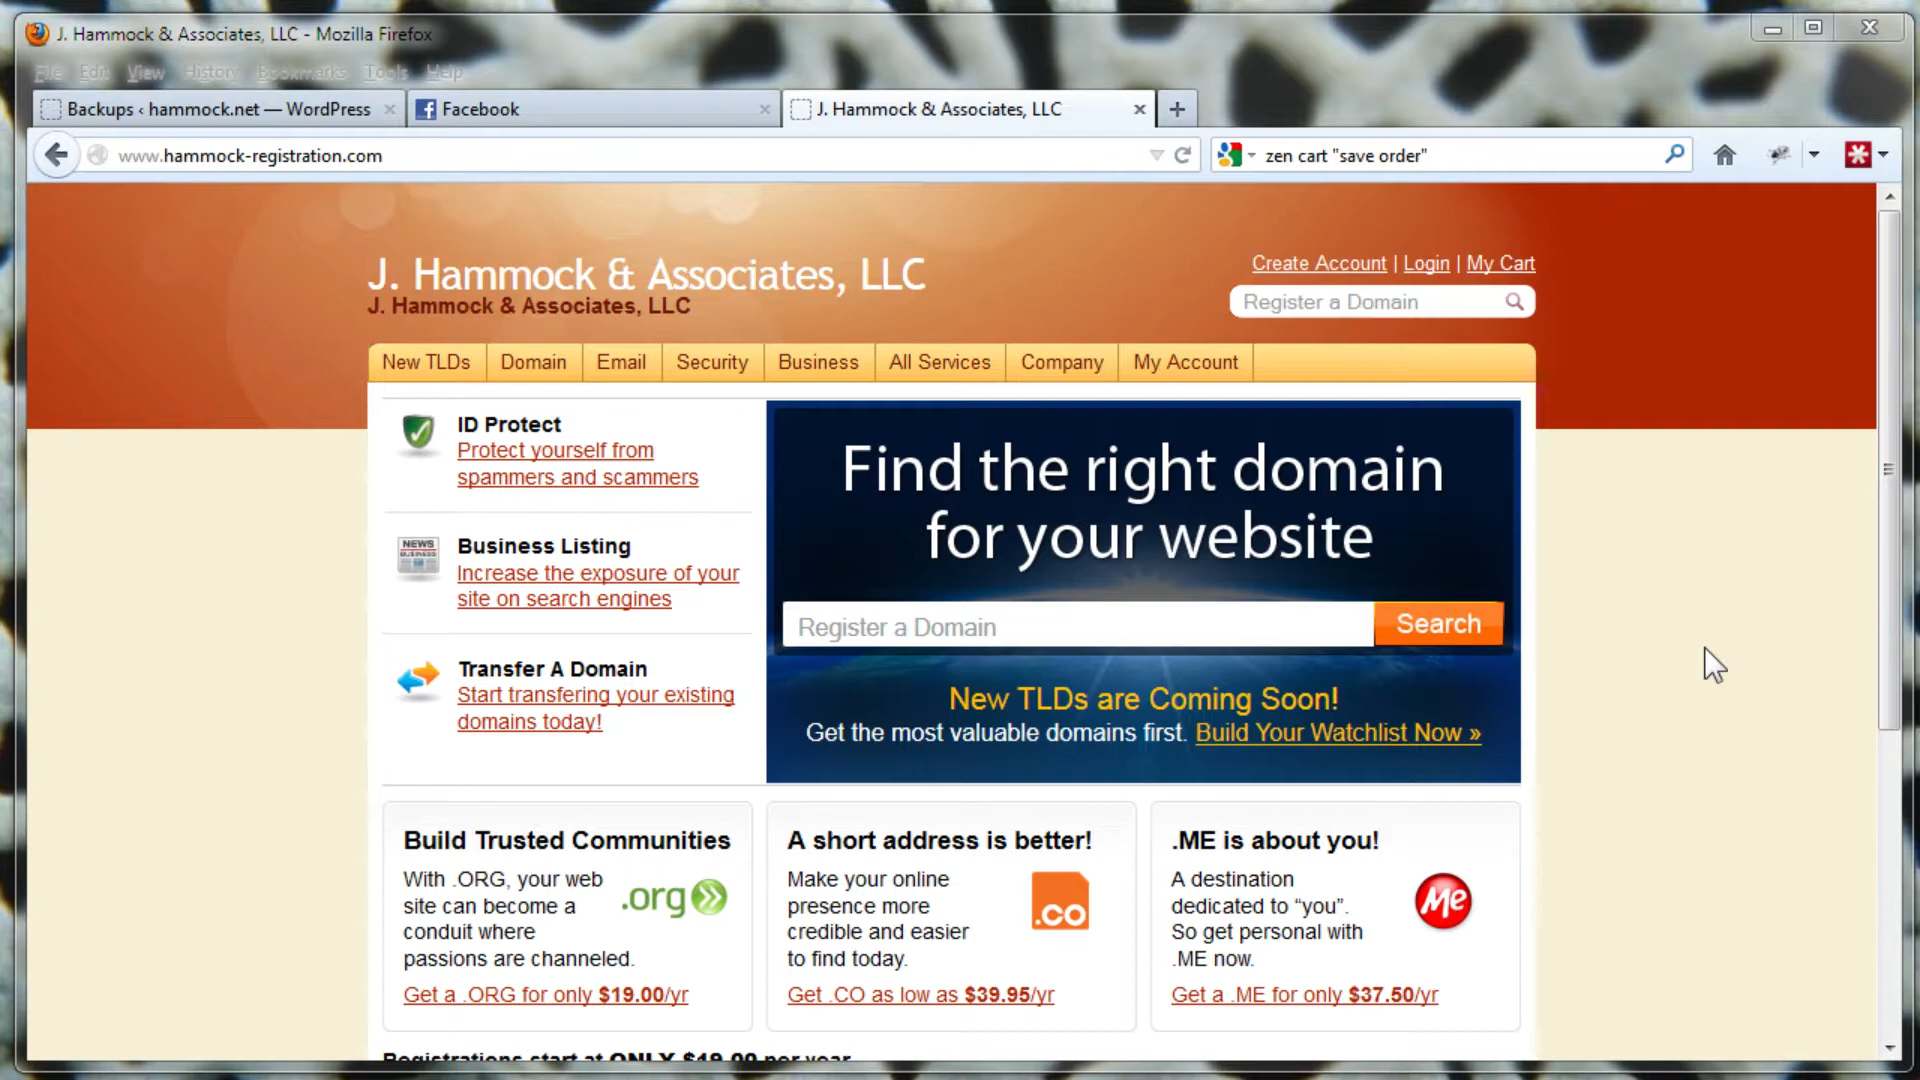 J. Hammock & Associates, LLC - Mozilla Firefox
File Edit View History Bookmarks Tools Help
Backups ‹ hammock.net — WordPress
Facebook
J. Hammock & Associates, LLC
www.hammock-registration.com
zen cart "save order"
J. Hammock & Associates, LLC
J. Hammock & Associates, LLC
Create Account | Login | My Cart
Register a Domain
New TLDs
Domain
Email
Security
Business
All Services
Company
My Account
ID Protect
Protect yourself from
spammers and scammers
NEWS
BUSINESS
Business Listing
Increase the exposure of your
site on search engines
Transfer A Domain
Start transfering your existing
domains today!
Find the right domain
for your website
Register a Domain
Search
New TLDs are Coming Soon!
Get the most valuable domains first. Build Your Watchlist Now »
Build Trusted Communities
With .ORG, your web
site can become a
conduit where
passions are channeled.
.org
Get a .ORG for only $19.00/yr
A short address is better!
Make your online
presence more
credible and easier
to find today.
.co
Get .CO as low as $39.95/yr
.ME is about you!
A destination
dedicated to “you”.
So get personal with
.ME now.
Me
Get a .ME for only $37.50/yr
Registrations start at ONLY $19.00 per year